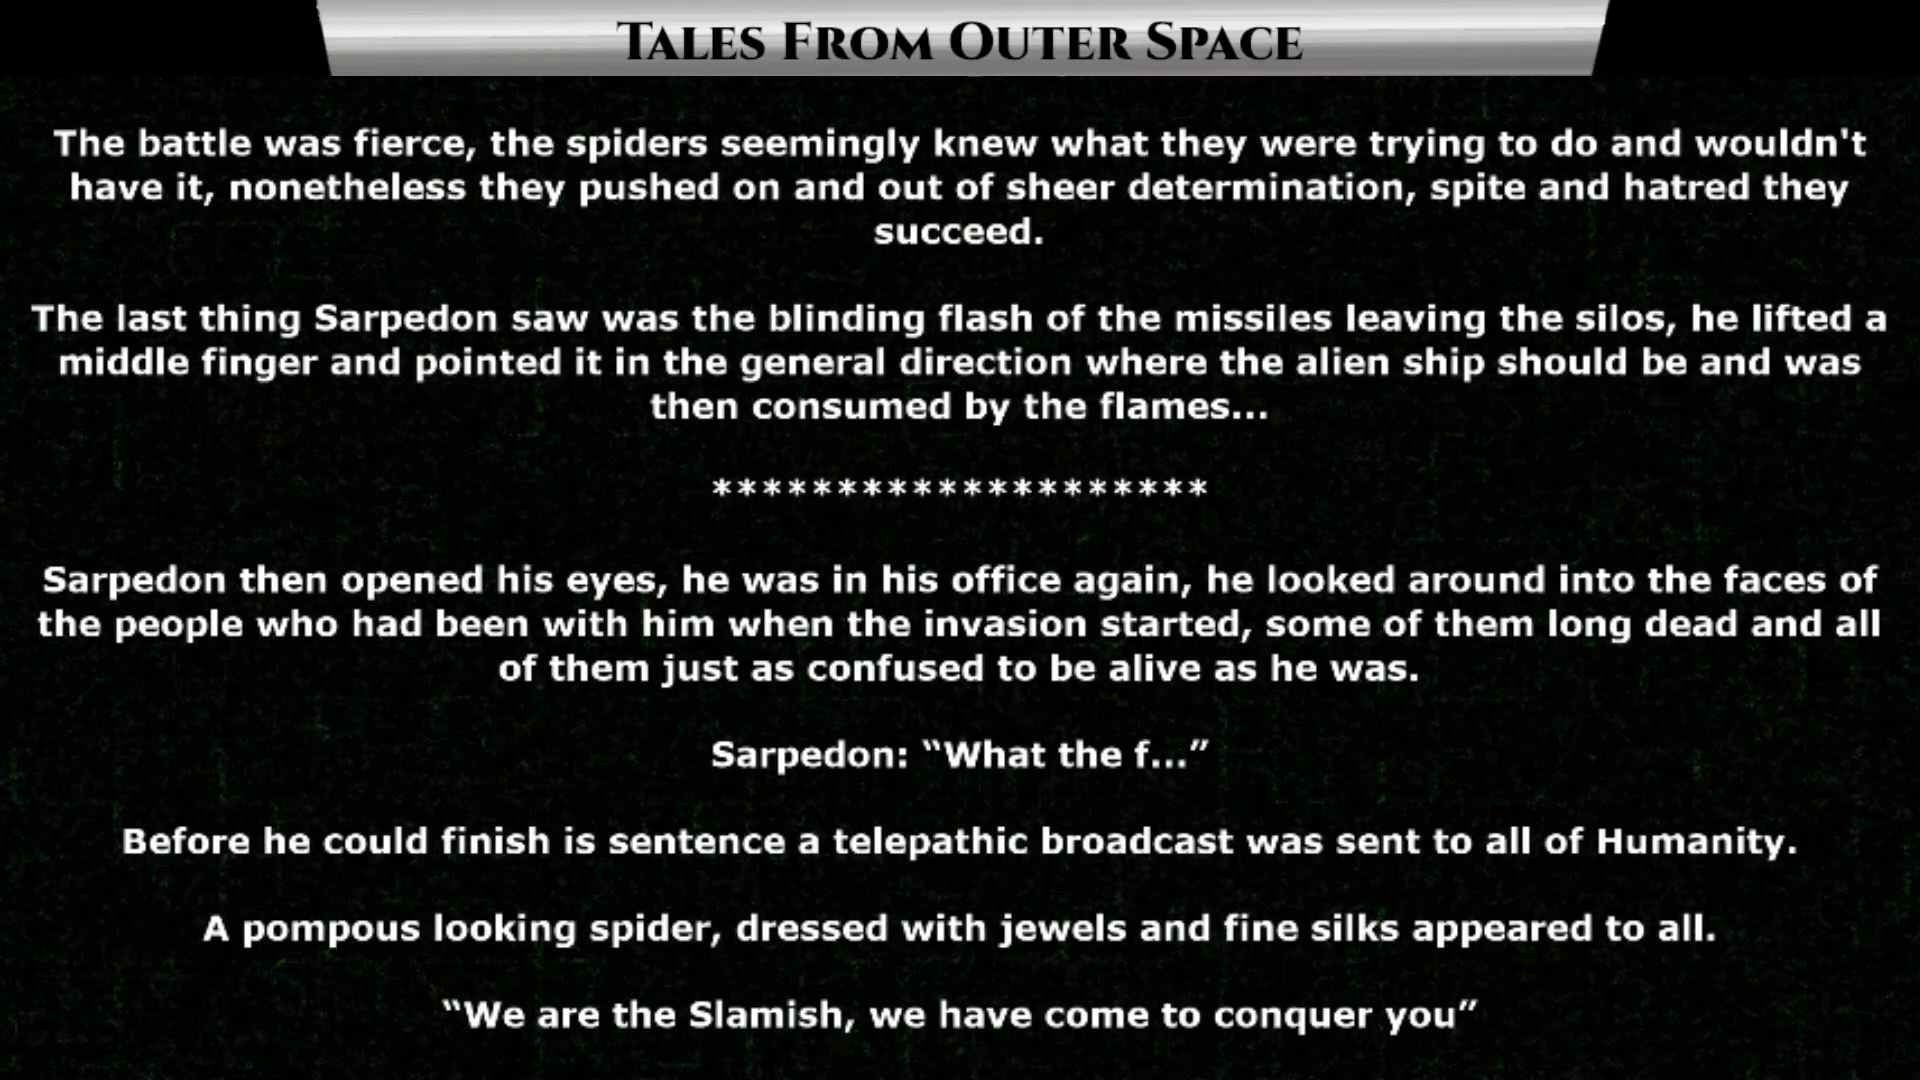 Tales From Outer Space
The battle was fierce, the spiders seemingly knew what they were trying to do and wouldn't
have it, nonetheless they pushed on and out of sheer determination, spite and hatred they
succeed.
The last thing Sarpedon saw was the blinding flash of the missiles leaving the silos, he lifted a
middle finger and pointed it in the general direction where the alien ship should be and was
then consumed by the flames...
********************
Sarpedon then opened his eyes, he was in his office again, he looked around into the faces of
the people who had been with him when the invasion started, some of them long dead and all
of them just as confused to be alive as he was.
Sarpedon: “What the f...”
Before he could finish is sentence a telepathic broadcast was sent to all of Humanity.
A pompous looking spider, dressed with jewels and fine silks appeared to all.
“We are the Slamish, we have come to conquer you”